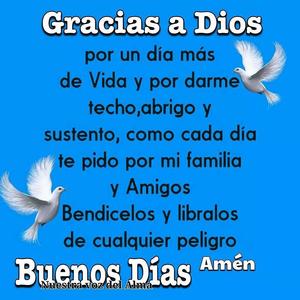 Gracias a Dios
por un día más
de Vida y por darme
techo,abrigo y
sustento, como cada día
te pido por mi familia
y Amigos
Bendicelos y libralos
de cualquier peligro
Buenos Días Amén
Nuestra voz del Alma